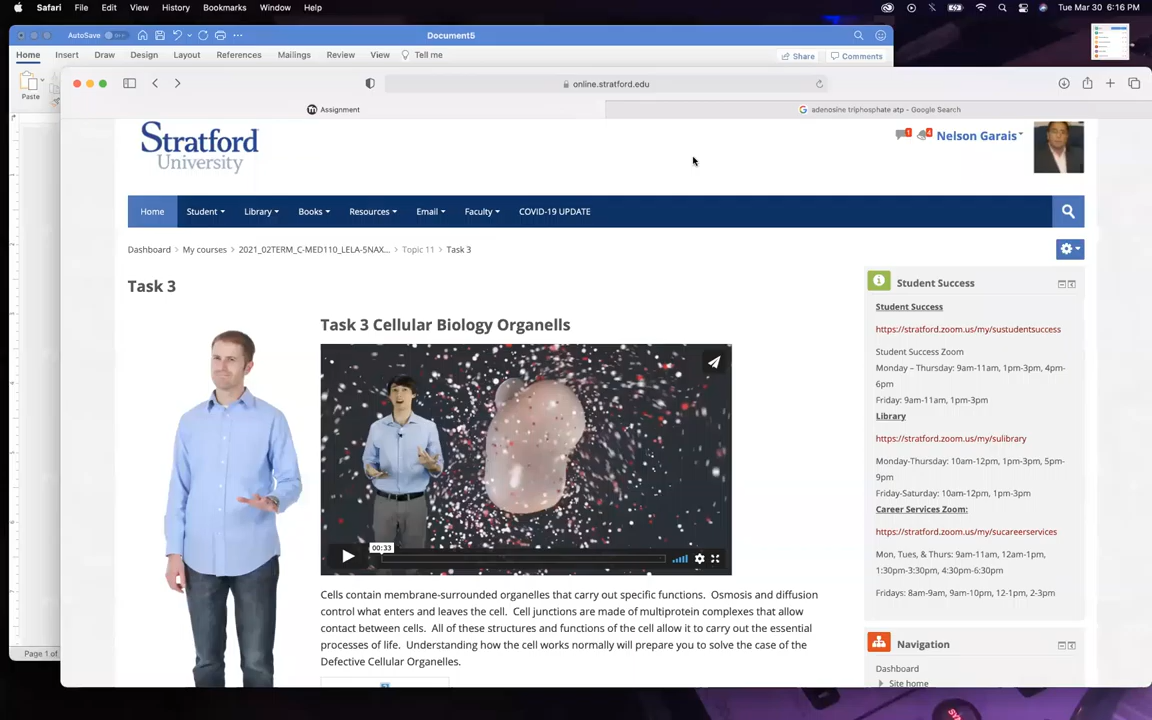 Safari File Edit View History Bookmarks Window Help Tue Mar 30 6:16 PM
AutoSave Document5
Home Insert Draw Design Layout References Mailings Review View Tell me Share Comments
Paste
online.stratford.edu
Assignment adenosine triphosphate atp - Google Search
Stratford
University
1 4 Nelson Garais
Home Student Library Books Resources Email Faculty COVID-19 UPDATE
Dashboard My courses 2021_02TERM_C-MED110_LELA-5NAX... Topic 11 Task 3
Task 3
Task 3 Cellular Biology Organells
00:33
Cells contain membrane-surrounded organelles that carry out specific functions. Osmosis and diffusion
control what enters and leaves the cell. Cell junctions are made of multiprotein complexes that allow
contact between cells. All of these structures and functions of the cell allow it to carry out the essential
processes of life. Understanding how the cell works normally will prepare you to solve the case of the
Defective Cellular Organelles.
Student Success
Student Success
https://stratford.zoom.us/my/sustudentsuccess
Student Success Zoom
Monday – Thursday: 9am-11am, 1pm-3pm, 4pm-
6pm
Friday: 9am-11am, 1pm-3pm
Library
https://stratford.zoom.us/my/sulibrary
Monday-Thursday: 10am-12pm, 1pm-3pm, 5pm-
9pm
Friday-Saturday: 10am-12pm, 1pm-3pm
Career Services Zoom:
https://stratford.zoom.us/my/sucareerservices
Mon, Tues, & Thurs: 9am-11am, 12am-1pm,
1:30pm-3:30pm, 4:30pm-6:30pm
Fridays: 8am-9am, 9am-10pm, 12-1pm, 2-3pm
Navigation
Dashboard
Site home
Page 1 of